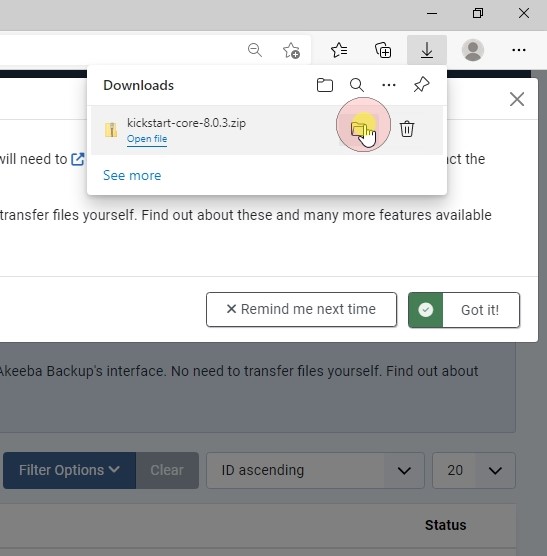 Downloads
kickstart-core-8.0.3.zip
Open file
See more
will need to
act the
transfer files yourself. Find out about these and many more features available
Remind me next time
Got it!
Akeeba Backup's interface. No need to transfer files yourself. Find out about
Filter Options
Clear
ID ascending
20
Status